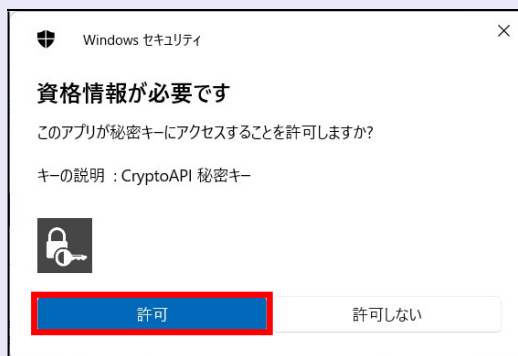 Windows セキュリティ
資格情報が必要です
このアプリが秘密キーにアクセスすることを許可しますか?
キーの説明 : CryptoAPI 秘密キー
許可
許可しない